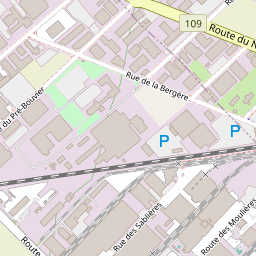 109
Route du N
Rue de la Bergère
e du Pré-Bouvier
P
P
Rue des Sablières
Route des Moulières
Route